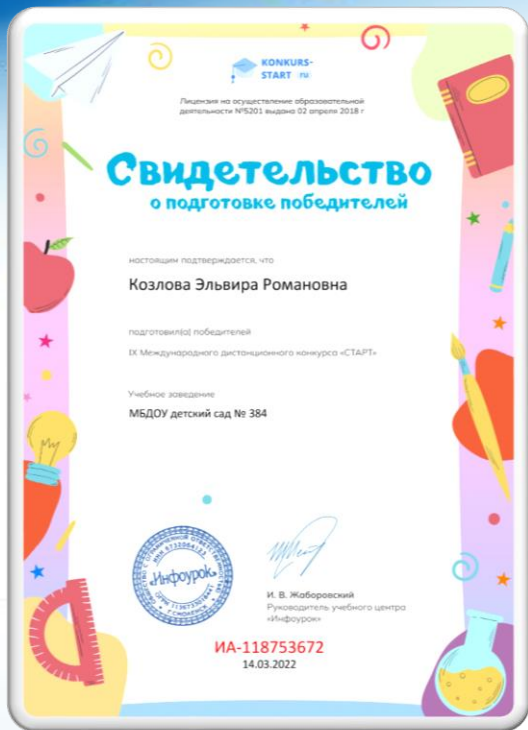 KONKURS-
START ru
Лицензия на осуществление образовательной
деятельности №5201 выдана 02 апреля 2018 г
Свидетельство
о подготовке победителей
настоящим подтверждается, что
Козлова Эльвира Романовна
подготовил(а) победителей
IX Международного дистанционного конкурса «СТАРТ»
Учебное заведение
МБДОУ детский сад № 384
«Инфоурок»
И. В. Жаборовский
Руководитель учебного центра
«Инфоурок»
ИА-118753672
14.03.2022